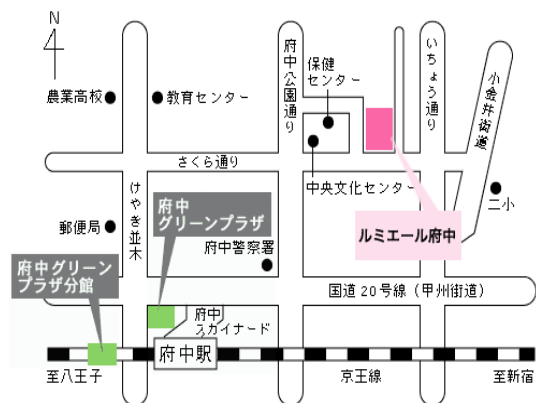 N
農業高校
教育センター
府中公園通り
保健
センター
いちょう通り
小金井街道
さくら通り
中央文化センター
二小
けやき並木
府中
グリーンプラザ
ルミエール府中
郵便局
府中警察署
府中グリーン
プラザ分館
国道20号線（甲州街道）
府中
スカイナード
府中駅
至八王子
京王線
至新宿